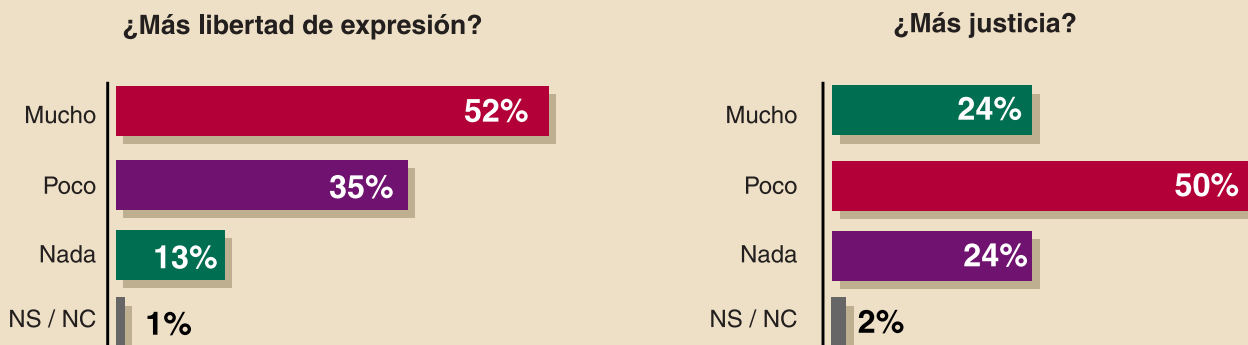 ¿Más libertad de expresión?
Mucho 52%
Poco 35%
Nada 13%
NS / NC 1%
¿Más justicia?
Mucho 24%
Poco 50%
Nada 24%
NS / NC 2%